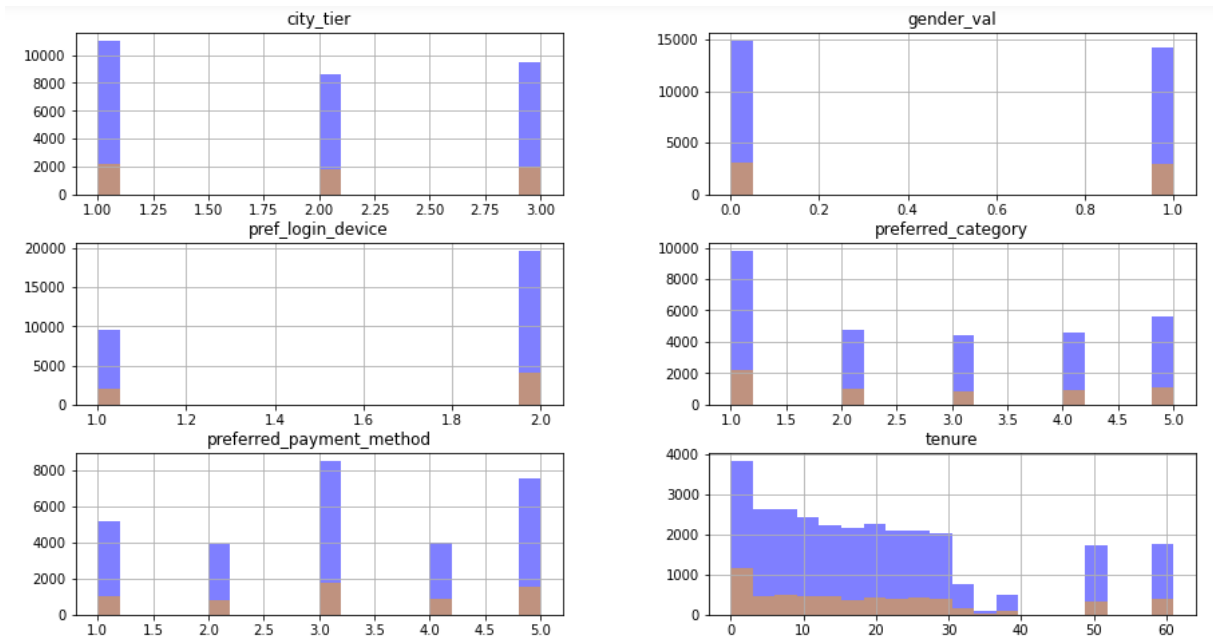 city_tier
10000
8000
6000
4000
2000
0
1.00 1.25 1.50 1.75 2.00 2.25 2.50 2.75 3.00
gender_val
15000
10000
5000
0
0.0 0.2 0.4 0.6 0.8 1.0
pref_login_device
20000
15000
10000
5000
0
1.0 1.2 1.4 1.6 1.8 2.0
preferred_category
10000
8000
6000
4000
2000
0
1.0 1.5 2.0 2.5 3.0 3.5 4.0 4.5 5.0
preferred_payment_method
8000
6000
4000
2000
0
1.0 1.5 2.0 2.5 3.0 3.5 4.0 4.5 5.0
tenure
4000
3000
2000
1000
0
0 10 20 30 40 50 60